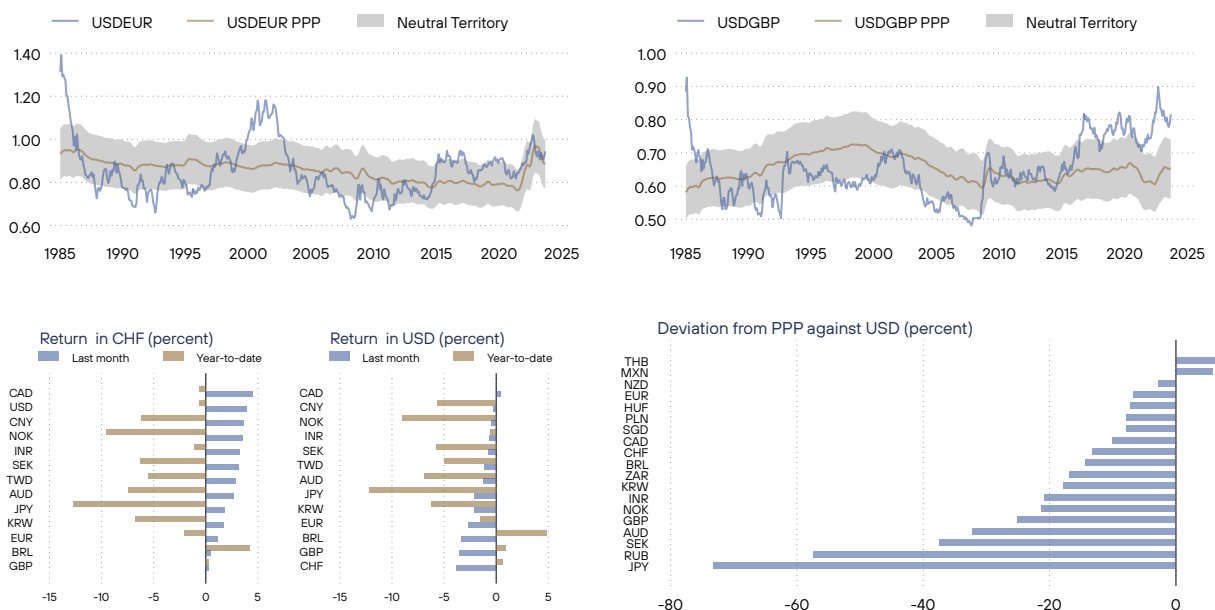 USDEUR USDEUR PPP Neutral Territory
1.40
1.20
1.00
0.80
0.60
1985 1990 1995 2000 2005 2010 2015 2020 2025
USDGBP USDGBP PPP Neutral Territory
1.00
0.90
0.80
0.70
0.60
0.50
1985 1990 1995 2000 2005 2010 2015 2020 2025
Return in CHF (percent)
Last month Year-to-date
CAD
USD
CNY
NOK
INR
SEK
TWD
AUD
JPY
KRW
EUR
BRL
GBP
-15 -10 -5 0 5
Return in USD (percent)
Last month Year-to-date
CAD
CNY
NOK
INR
SEK
TWD
AUD
JPY
KRW
EUR
BRL
GBP
CHF
-15 -10 -5 0 5
Deviation from PPP against USD (percent)
THB
MXN
NZD
EUR
HUF
PLN
SGD
CAD
CHF
BRL
ZAR
KRW
INR
NOK
GBP
AUD
SEK
RUB
JPY
-80 -60 -40 -20 0